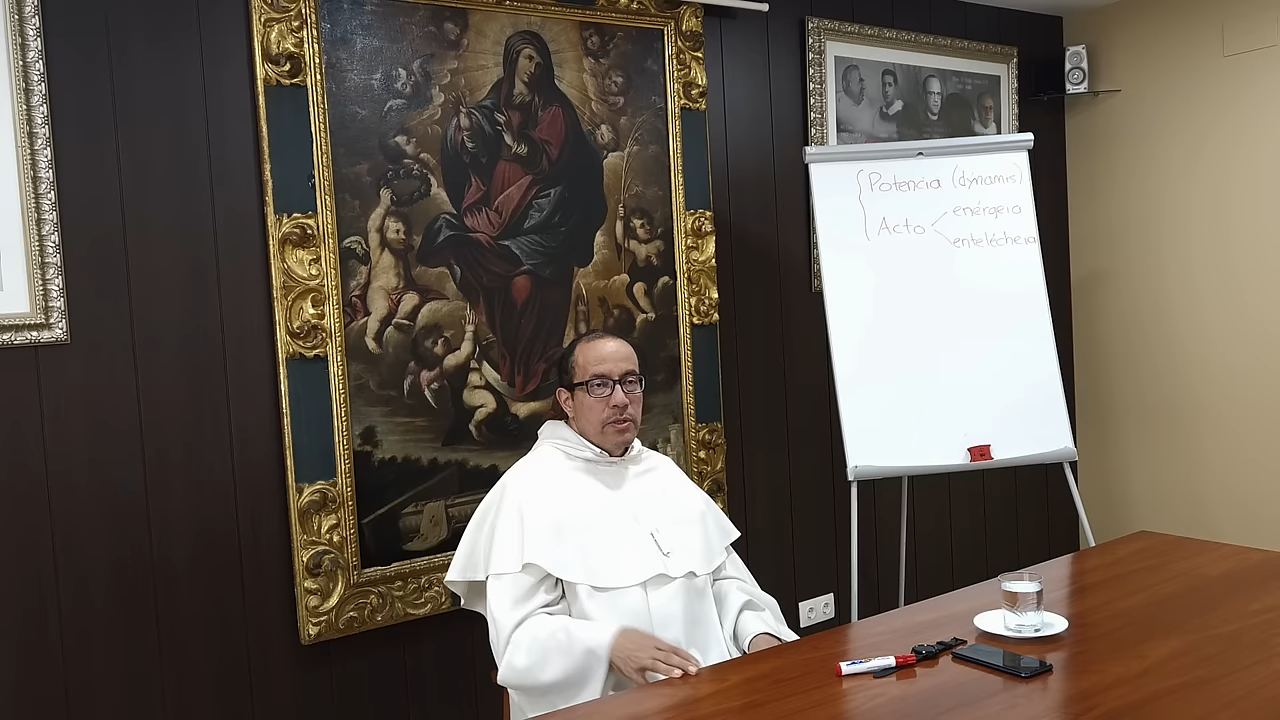 Potencia (dýnamis)
enérgeia
Acto
entelécheia